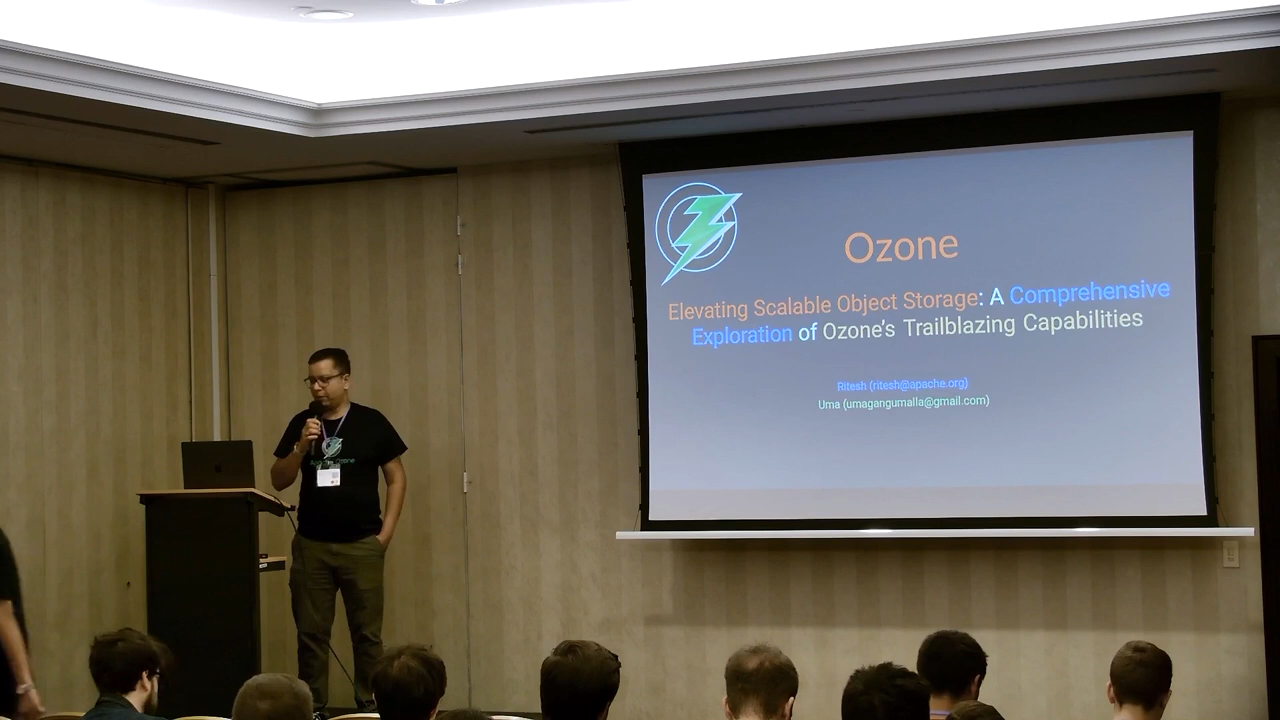 Ozone
Elevating Scalable Object Storage: A Comprehensive
Exploration of Ozone's Trailblazing Capabilities
Ritesh (ritesh@apache.org)
Uma (umagangumalla@gmail.com)
Ozone